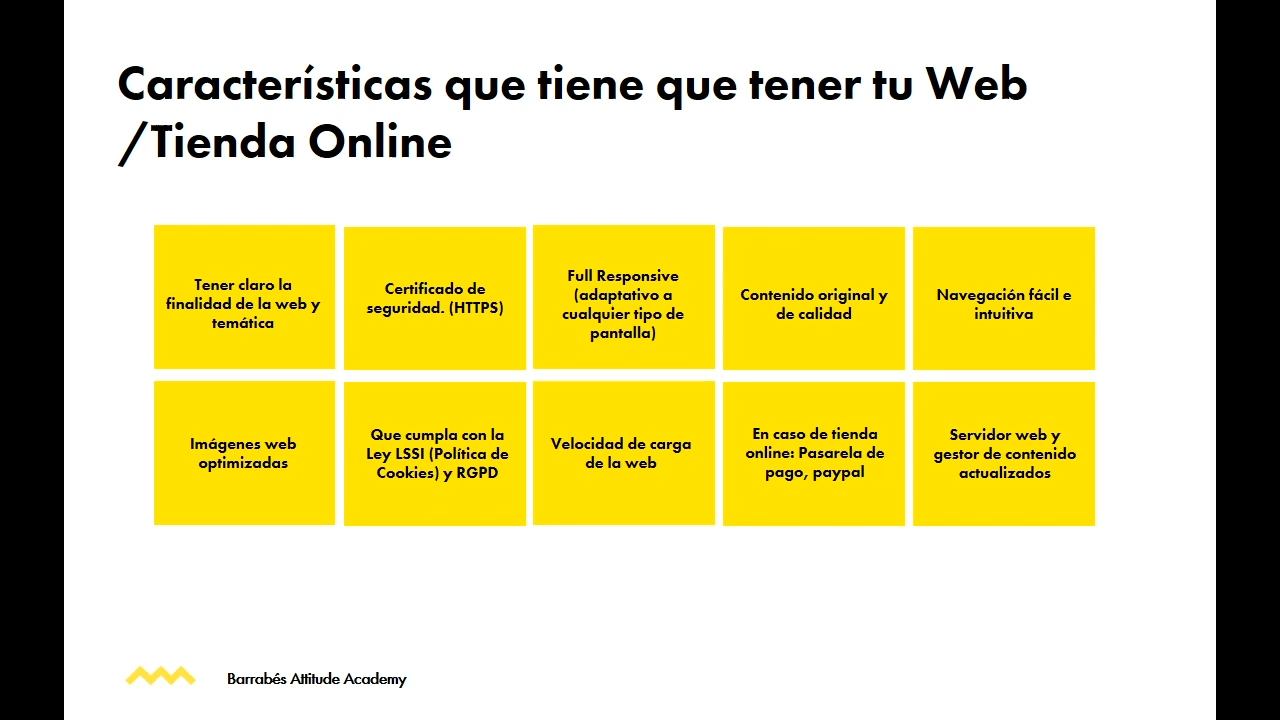 Características que tiene que tener tu Web
/Tienda Online
Tener claro la
finalidad de la web y
temática
Certificado de
seguridad. (HTTPS)
Full Responsive
(adaptativo a
cualquier tipo de
pantalla)
Contenido original y
de calidad
Navegación fácil e
intuitiva
Imágenes web
optimizadas
Que cumpla con la
Ley LSSI (Política de
Cookies) y RGPD
Velocidad de carga
de la web
En caso de tienda
online: Pasarela de
pago, paypal
Servidor web y
gestor de contenido
actualizados
Barrabés Attitude Academy